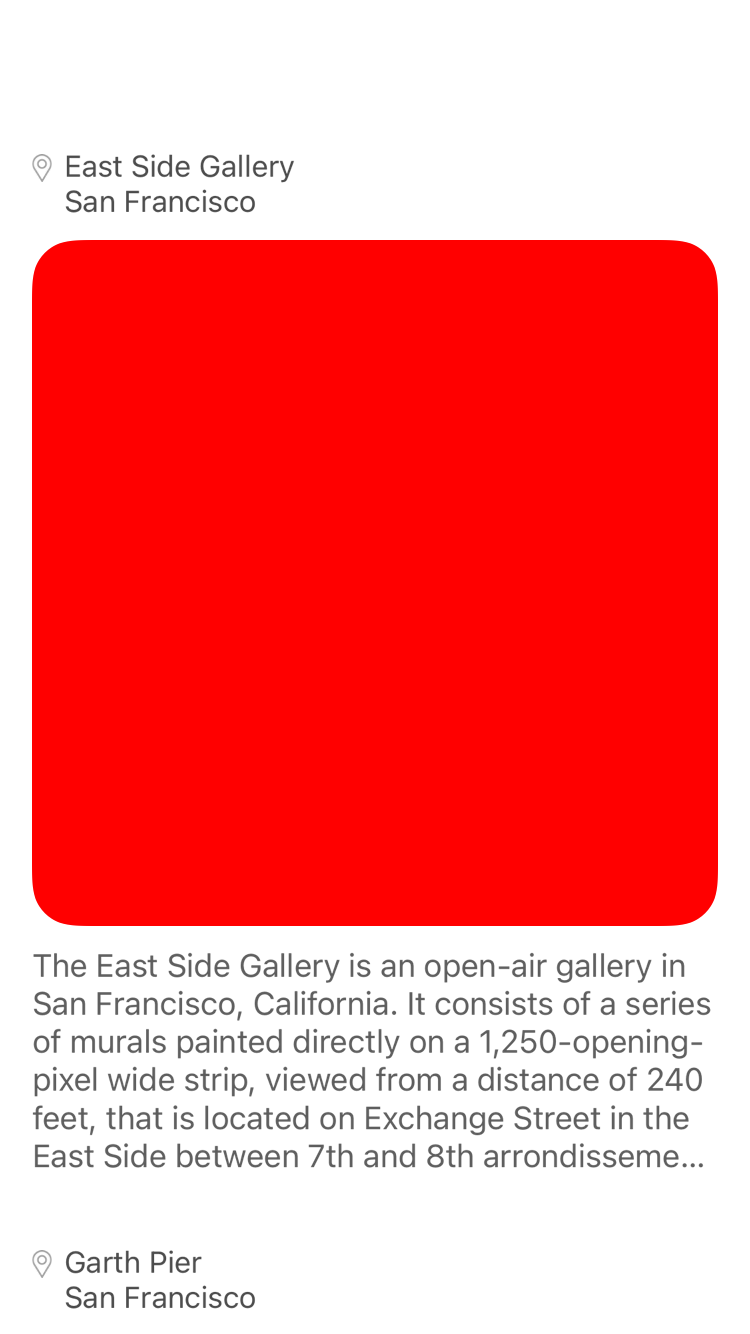 East Side Gallery
San Francisco
The East Side Gallery is an open-air gallery in
San Francisco, California. It consists of a series
of murals painted directly on a 1,250-opening-
pixel wide strip, viewed from a distance of 240
feet, that is located on Exchange Street in the
East Side between 7th and 8th arrondisseme...
Garth Pier
San Francisco